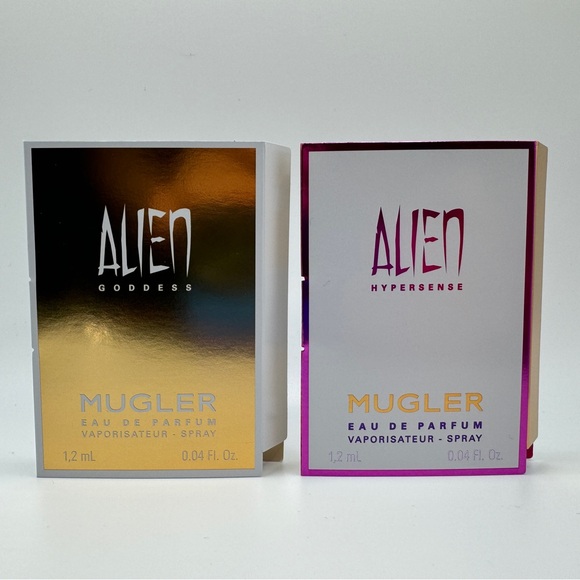 ALIEN
GODDESS
MUGLER
EAU DE PARFUM
VAPORISATEUR - SPRAY
1,2 mL 0.04 Fl. Oz.
ALIEN
HYPERSENSE
MUGLER
EAU DE PARFUM
VAPORISATEUR - SPRAY
1,2 mL 0.04 Fl. Oz.